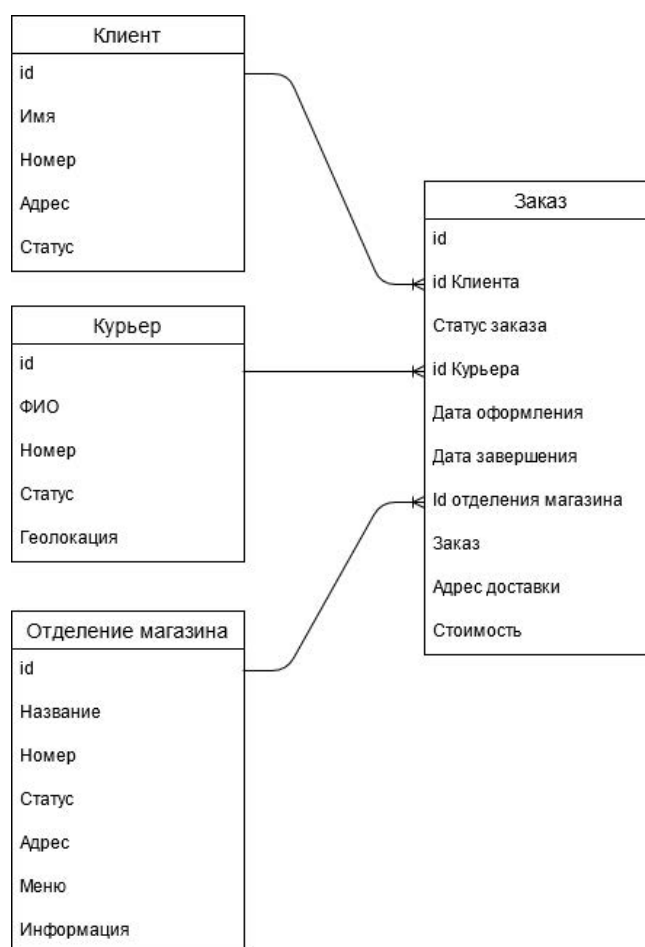 Клиент
id
Имя
Номер
Адрес
Статус
Курьер
id
ФИО
Номер
Статус
Геолокация
Отделение магазина
id
Название
Номер
Статус
Адрес
Меню
Информация
Заказ
id
id Клиента
Статус заказа
id Курьера
Дата оформления
Дата завершения
Id отделения магазина
Заказ
Адрес доставки
Стоимость